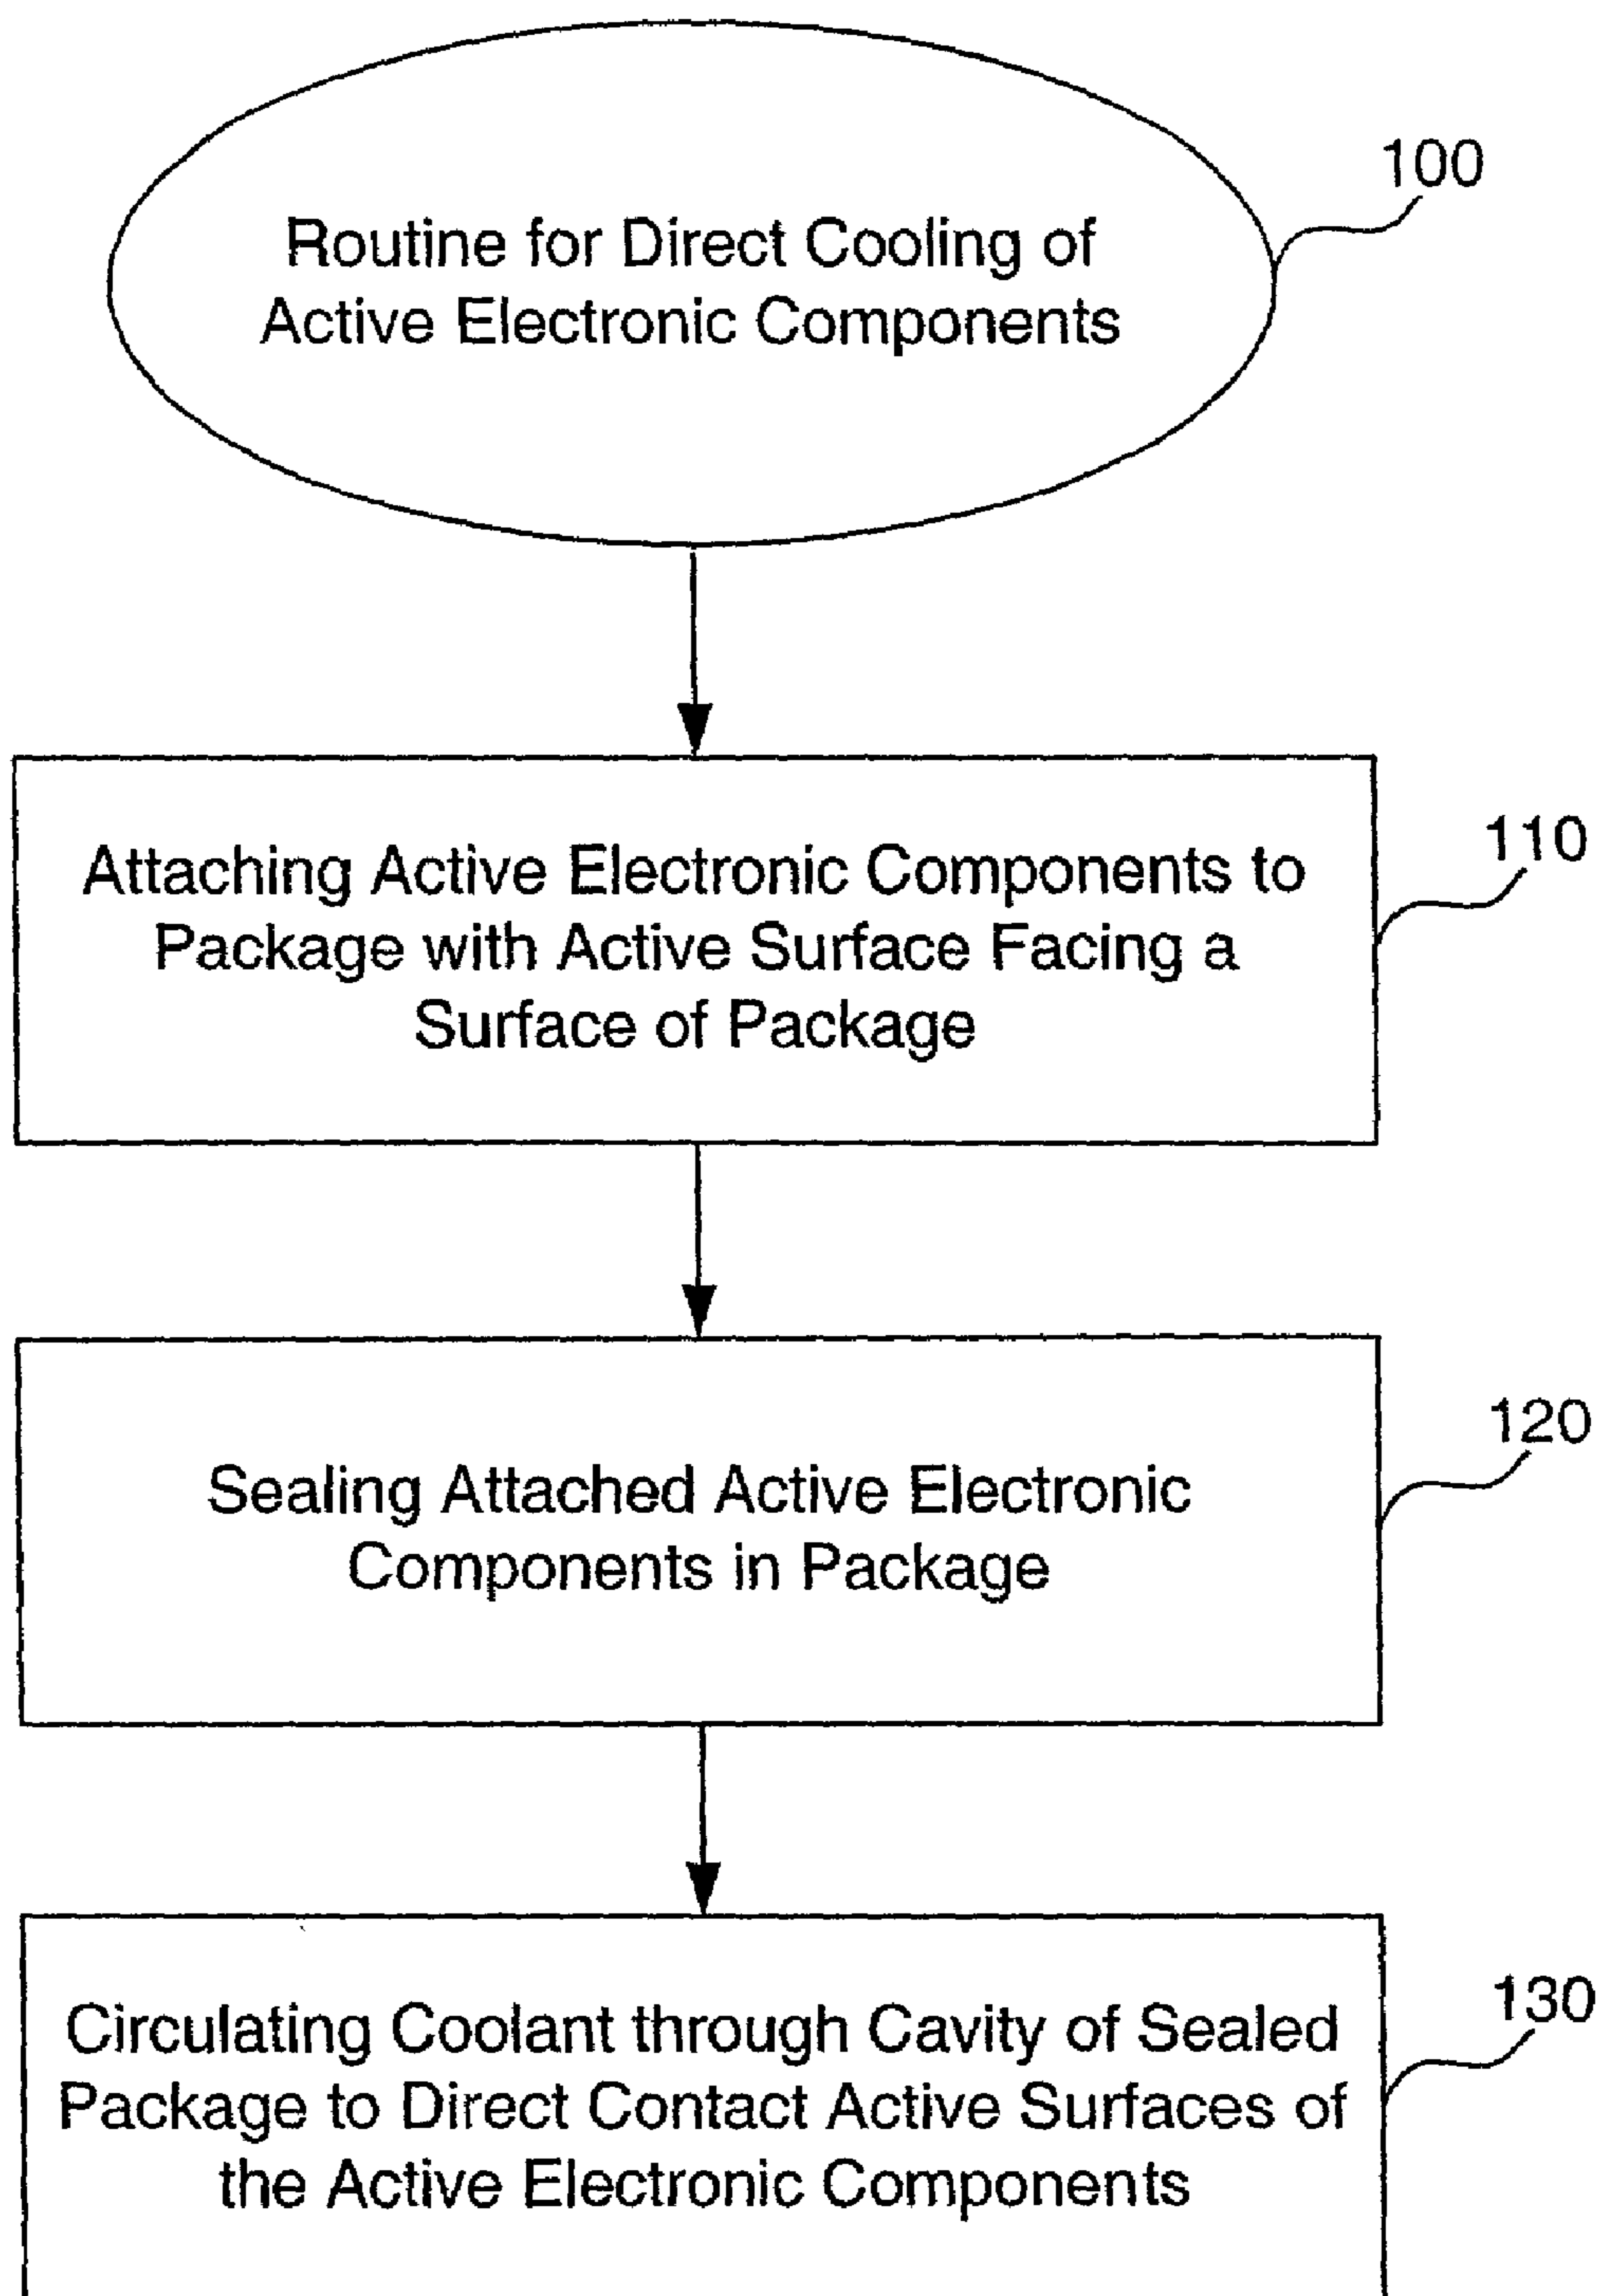 100
Routine for Direct Cooling of
Active Electronic Components
110
Attaching Active Electronic Components to
Package with Active Surface Facing a
Surface of Package
120
Sealing Attached Active Electronic
Components in Package
130
Circulating Coolant through Cavity of Sealed
Package to Direct Contact Active Surfaces of
the Active Electronic Components